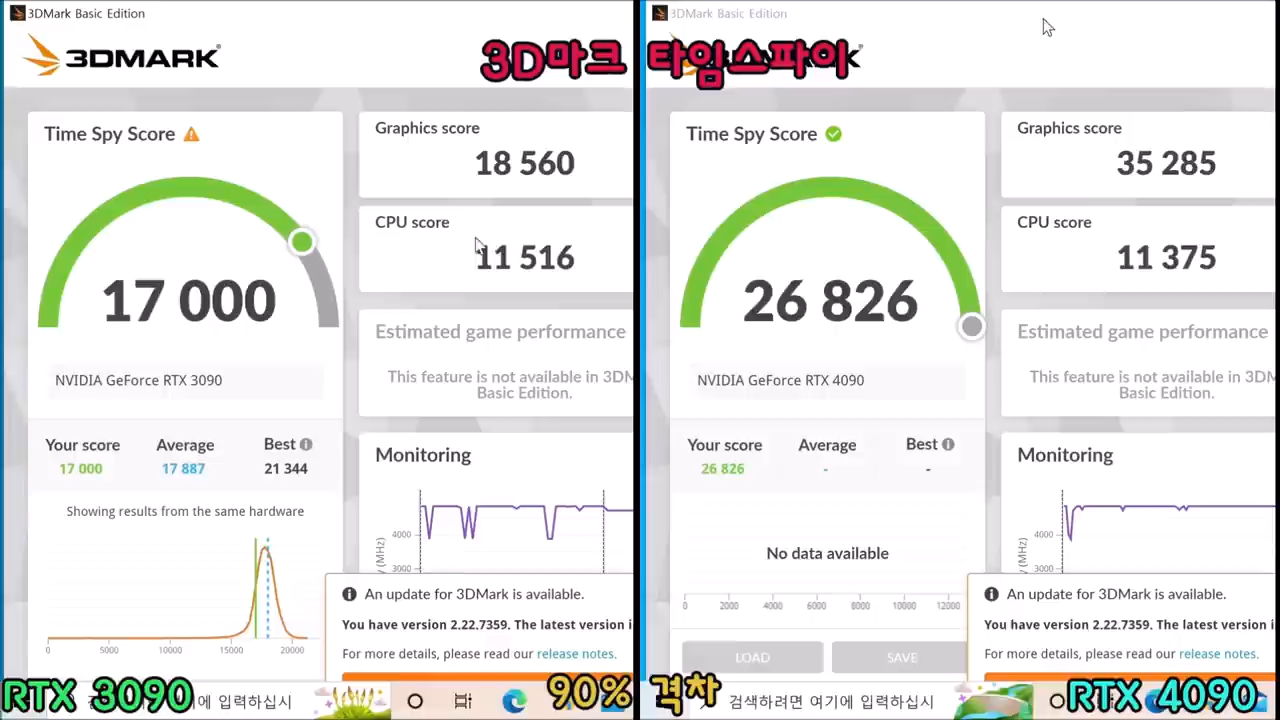 3DMark Basic Edition
3DMARK
3D마크
Time Spy Score
17 000
NVIDIA GeForce RTX 3090
Your score Average Best
17 000 17 887 21 344
Showing results from the same hardware
0 5000 10000 15000 20000
Graphics score
18 560
CPU score
11 516
Estimated game performance
This feature is not available in 3DM
Basic Edition.
Monitoring
4000
3000
(MHz)
An update for 3DMark is available.
You have version 2.22.7359. The latest version i
For more details, please read our release notes.
RTX 3090
에 입력하십시
90%
3DMark Basic Edition
타임스파이
Time Spy Score
26 826
NVIDIA GeForce RTX 4090
Your score Average Best
26 826 - -
No data available
0 2000 4000 6000 8000 10000 12000
LOAD SAVE
Graphics score
35 285
CPU score
11 375
Estimated game performance
This feature is not available in 3DM
Basic Edition.
Monitoring
4000
3000
(MHz)
An update for 3DMark is available.
You have version 2.22.7359. The latest version i
For more details, please read our release notes.
격차
검색하려면 여기에 입력하십시
RTX 4090